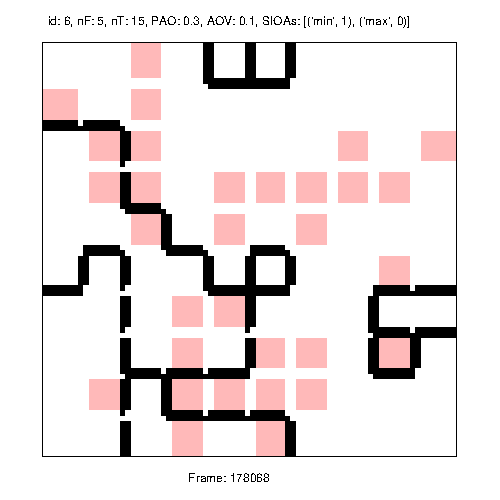 id: 6, nF: 5, nT: 15, PAO: 0.3, AOV: 0.1, SIOAs: [('min', 1), ('max', 0)]
Frame: 178068